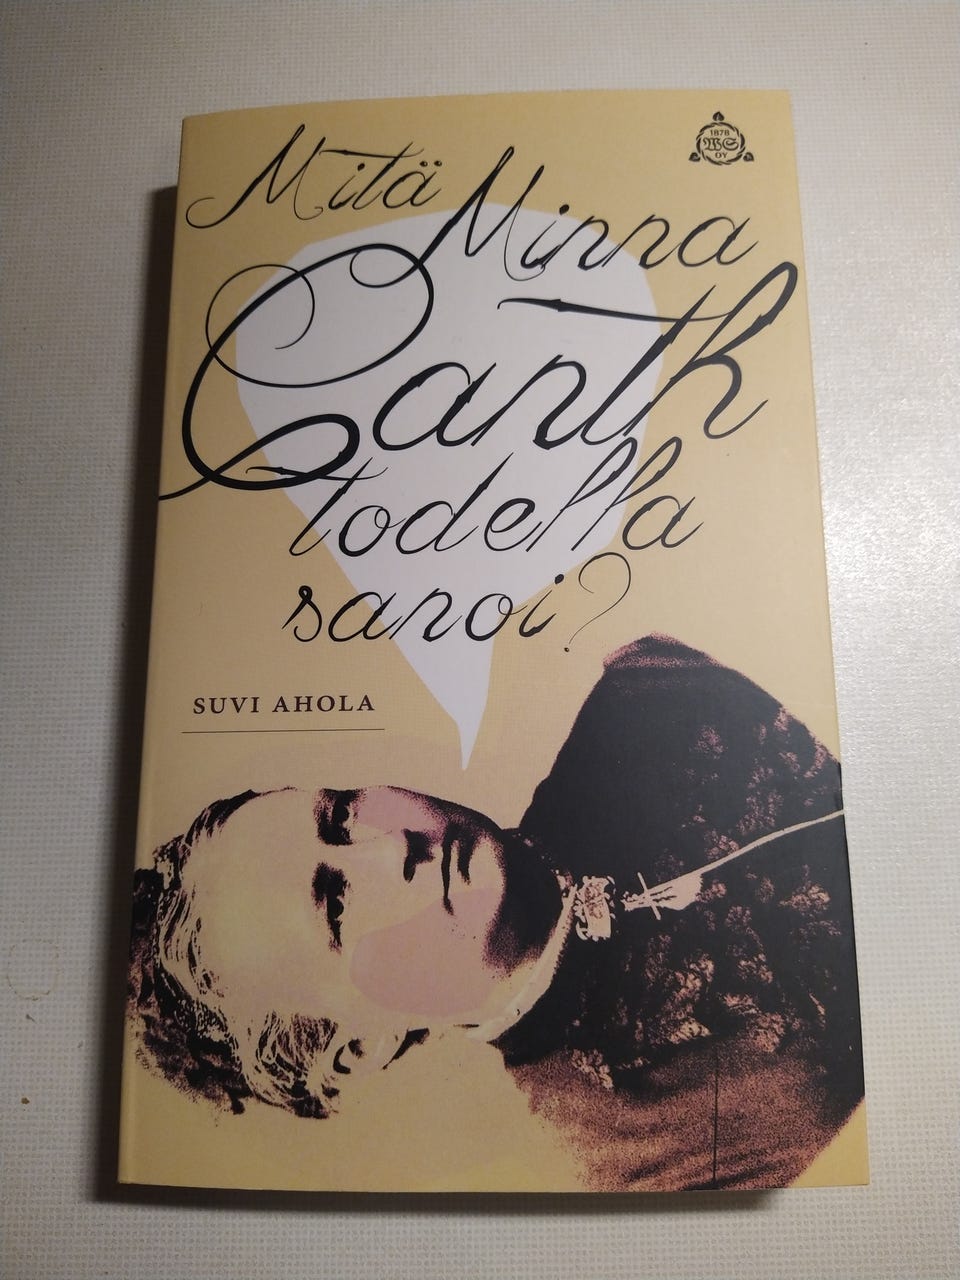 Mitä
Minna
Canth
todella
sanoi?
SUVI AHOLA
1878
WS
OY